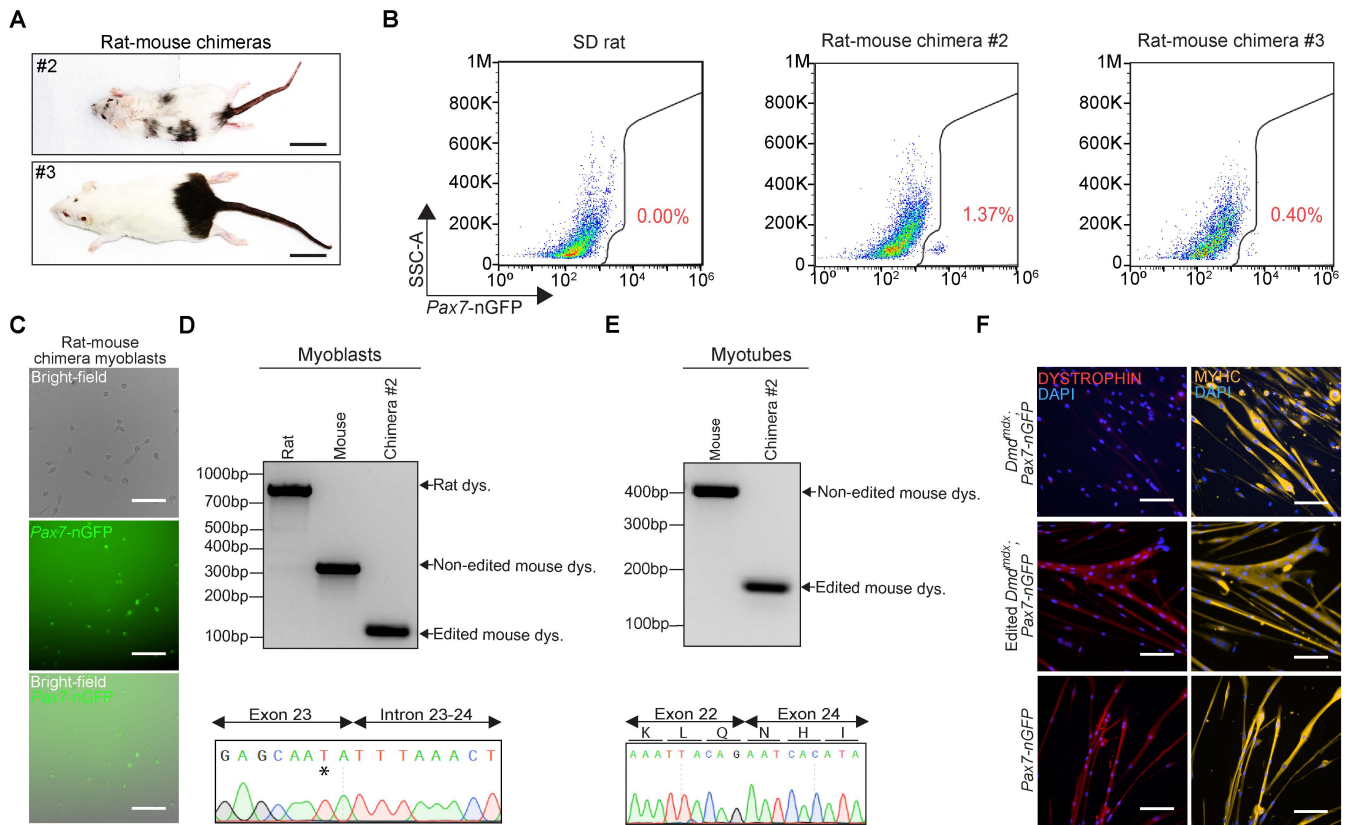 A
Rat-mouse chimeras
#2
#3
B
SD rat
Rat-mouse chimera #2
Rat-mouse chimera #3
1M
800K
600K
400K
200K
0
10⁰
10²
10⁴
10⁶
0.00%
1M
800K
600K
400K
200K
0
10⁰
10²
10⁴
10⁶
1.37%
1M
800K
600K
400K
200K
0
10⁰
10²
10⁴
10⁶
0.40%
SSC-A
Pax7-nGFP
C
Rat-mouse
chimera myoblasts
Bright-field
Pax7-nGFP
Bright-field
Pax7-nGFP
D
Myoblasts
Rat
Mouse
Chimera #2
1000bp
700bp
500bp
400bp
300bp
200bp
100bp
Rat dys.
Non-edited mouse dys.
Edited mouse dys.
Exon 23
Intron 23-24
G A G C A A T A T T T A A A C T
*
E
Myotubes
Mouse
Chimera #2
400bp
300bp
200bp
100bp
Non-edited mouse dys.
Edited mouse dys.
Exon 22
Exon 24
K L Q N H I
A A A T T A C A G A A T C A C A T A
F
DYSTROPHIN
DAPI
MYHC
DAPI
Dmdmdx;
Pax7-nGFP
Edited Dmdmdx;
Pax7-nGFP
Pax7-nGFP